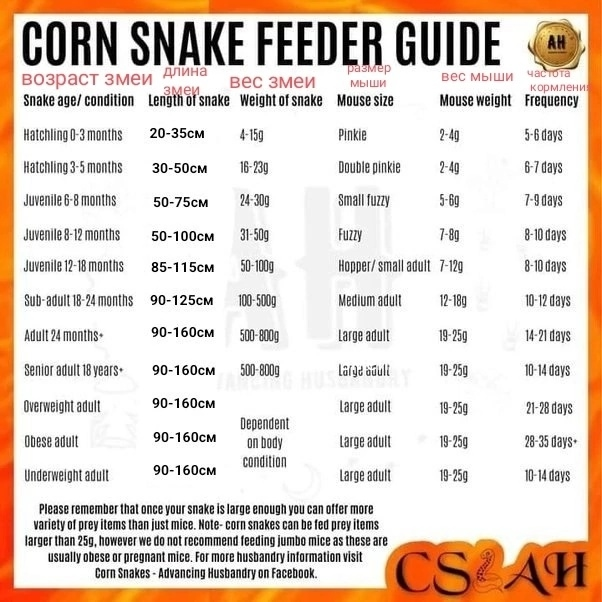 CORN SNAKE FEEDER GUIDE
AH
возраст змеи длина змеи вес змеи размер мыши вес мыши частота кормления
Snake age/ condition Length of snake Weight of snake Mouse size Mouse weight Frequency
Hatchling 0-3 months 20-35см 4-15g Pinkie 2-4g 5-6 days
Hatchling 3-5 months 30-50см 16-23g Double pinkie 2-4g 6-7 days
Juvenile 6-8 months 50-75см 24-30g Small fuzzy 5-6g 7-9 days
Juvenile 8-12 months 50-100см 31-50g Fuzzy 7-8g 8-10 days
Juvenile 12-18 months 85-115см 50-100g Hopper/ small adult 7-12g 8-10 days
Sub-adult 18-24 months 90-125см 100-500g Medium adult 12-18g 10-12 days
Adult 24 months+ 90-160см 500-800g Large adult 19-25g 14-21 days
Senior adult 18 years+ 90-160см 500-800g Large adult 19-25g 10-14 days
Overweight adult 90-160см Large adult 19-25g 21-28 days
Dependent
Obese adult 90-160см on body Large adult 19-25g 28-35 days+
condition
Underweight adult 90-160см Large adult 19-25g 10-14 days
Please remember that once your snake is large enough you can offer more
variety of prey items than just mice. Note- corn snakes can be fed prey items
larger than 25g, however we do not recommend feeding jumbo mice as these are
usually obese or pregnant mice. For more husbandry information visit
Corn Snakes - Advancing Husbandry on Facebook.
CS AH